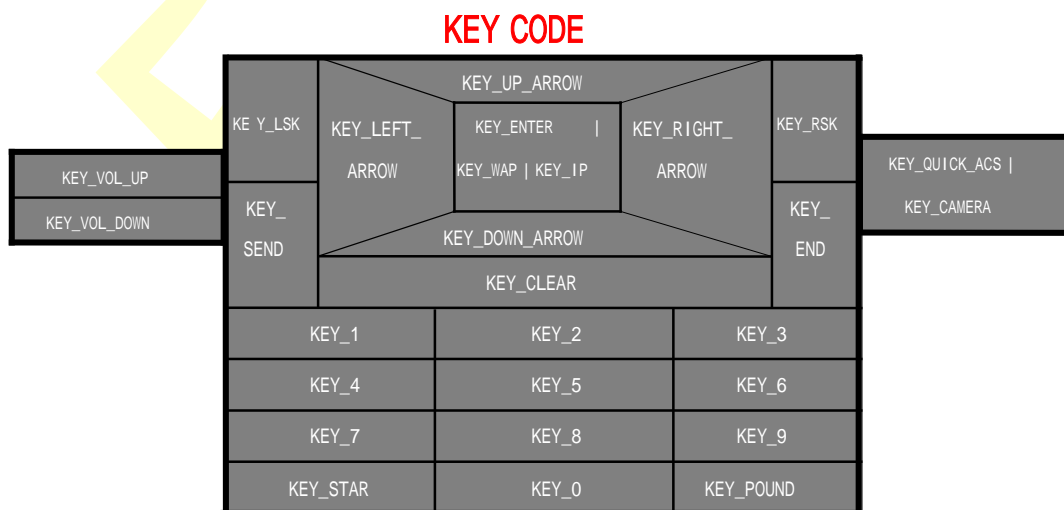 KEY CODE
KEY_UP_ARROW
KE Y_LSK
KEY_LEFT_
ARROW
KEY_ENTER |
KEY_WAP | KEY_IP
KEY_RIGHT_
ARROW
KEY_RSK
KEY_VOL_UP
KEY_VOL_DOWN
KEY_QUICK_ACS |
KEY_CAMERA
KEY_
SEND
KEY_DOWN_ARROW
KEY_
END
KEY_CLEAR
KEY_1
KEY_2
KEY_3
KEY_4
KEY_5
KEY_6
KEY_7
KEY_8
KEY_9
KEY_STAR
KEY_0
KEY_POUND